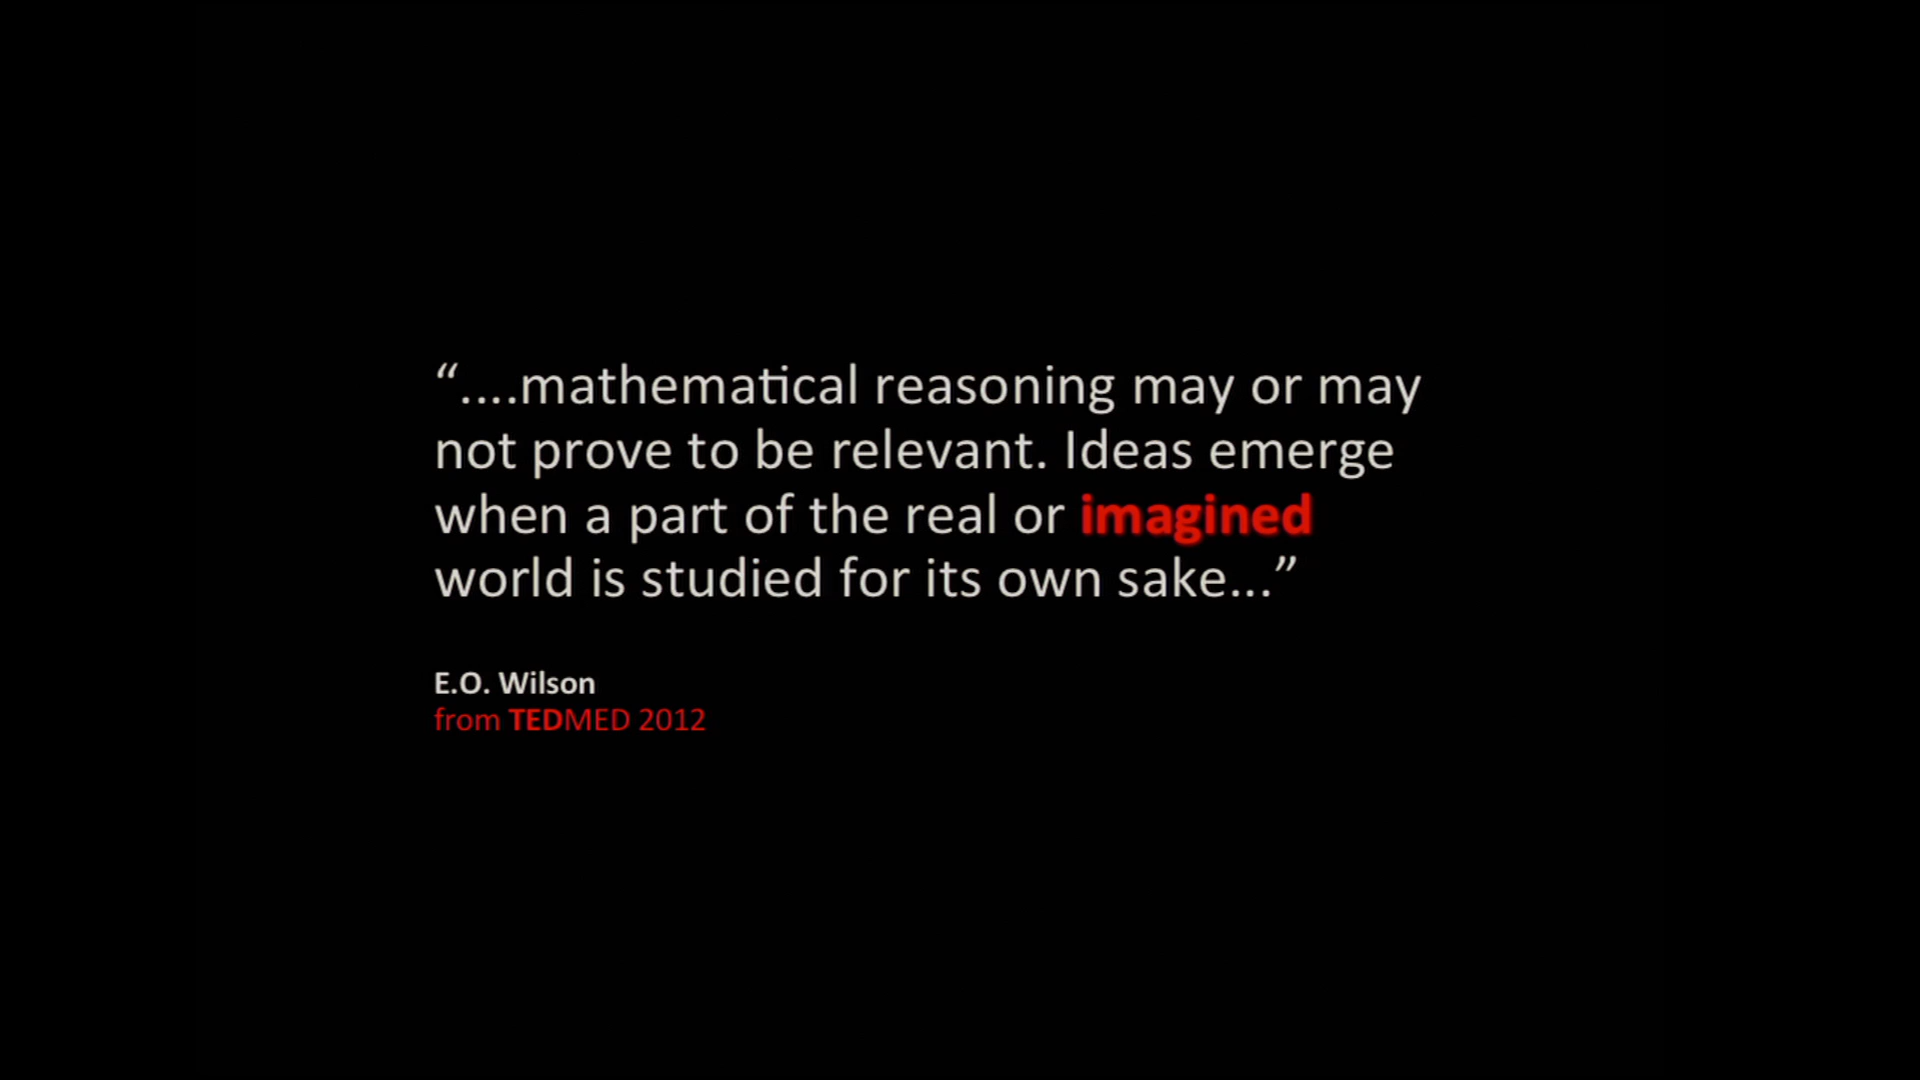 “....mathematical reasoning may or may
not prove to be relevant. Ideas emerge
when a part of the real or imagined
world is studied for its own sake...”
E.O. Wilson
from TEDMED 2012